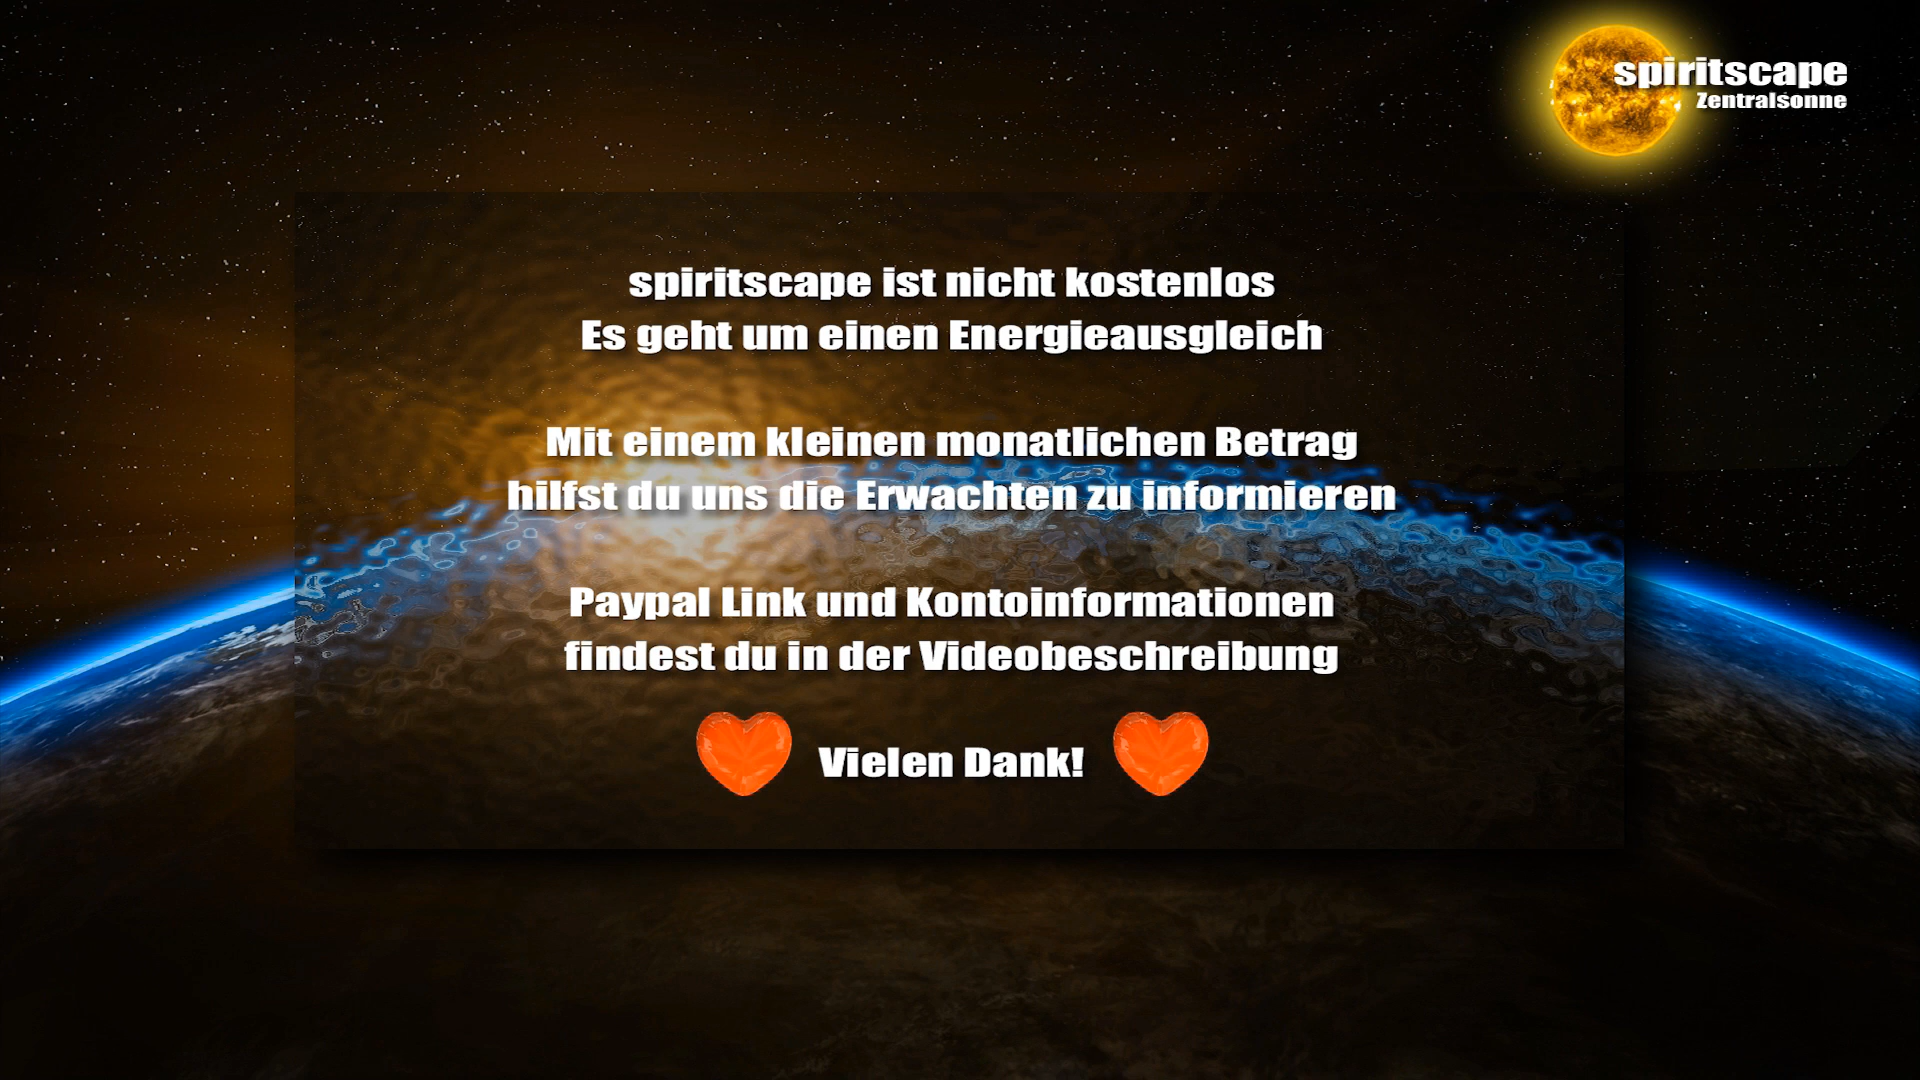 spiritscape
Zentralsonne
spiritscape ist nicht kostenlos
Es geht um einen Energieausgleich
Mit einem kleinen monatlichen Betrag
hilfst du uns die Erwachten zu informieren
Paypal Link und Kontoinformationen
findest du in der Videobeschreibung
Vielen Dank!